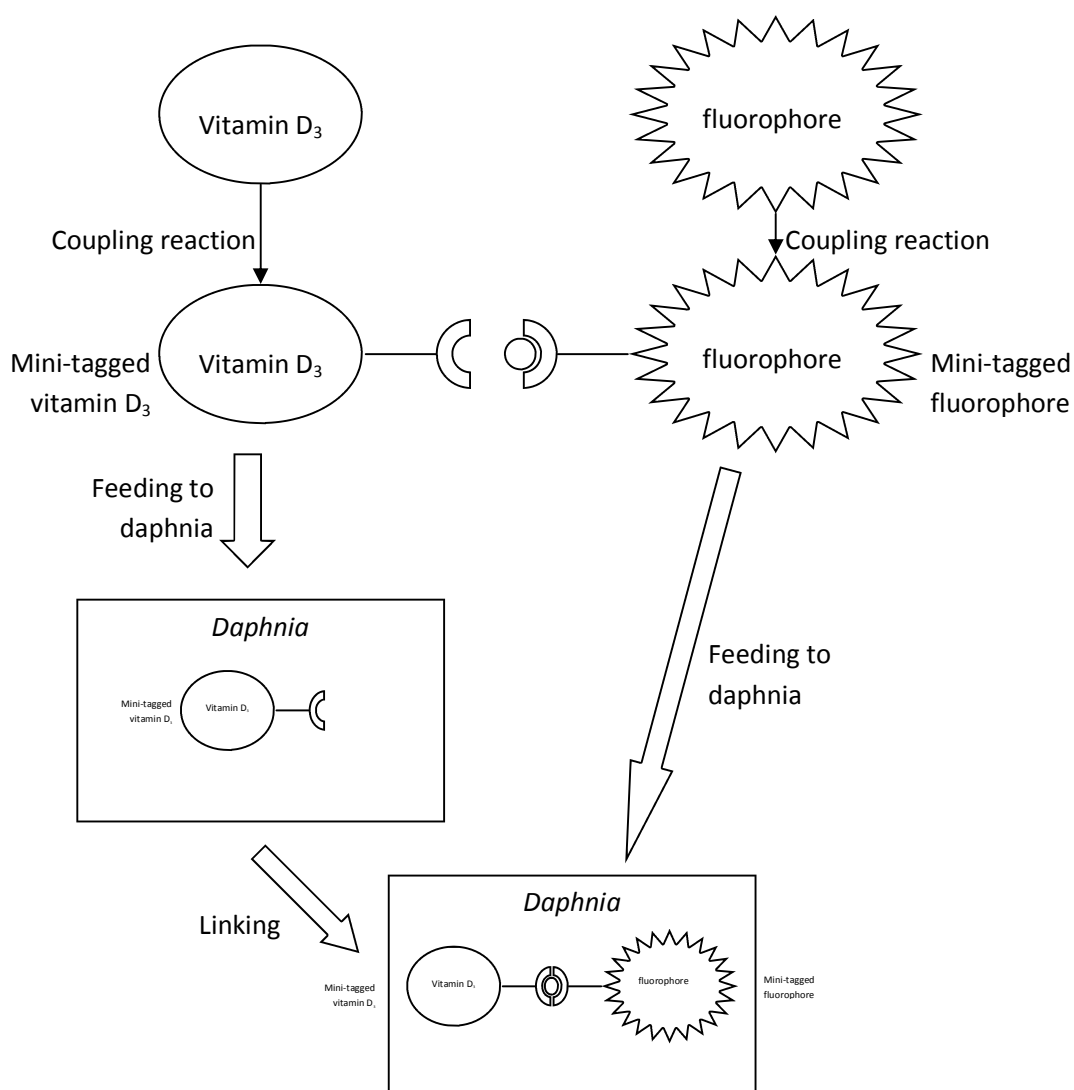 Vitamin D₃
fluorophore
Coupling reaction
Coupling reaction
Mini-tagged
vitamin D₃
Vitamin D₃
fluorophore
Mini-tagged
fluorophore
Feeding to
daphnia
Daphnia
Mini-tagged
vitamin D₃
Vitamin D₃
Feeding to
daphnia
Linking
Daphnia
Mini-tagged
vitamin D₃
Vitamin D₃
fluorophore
Mini-tagged
fluorophore